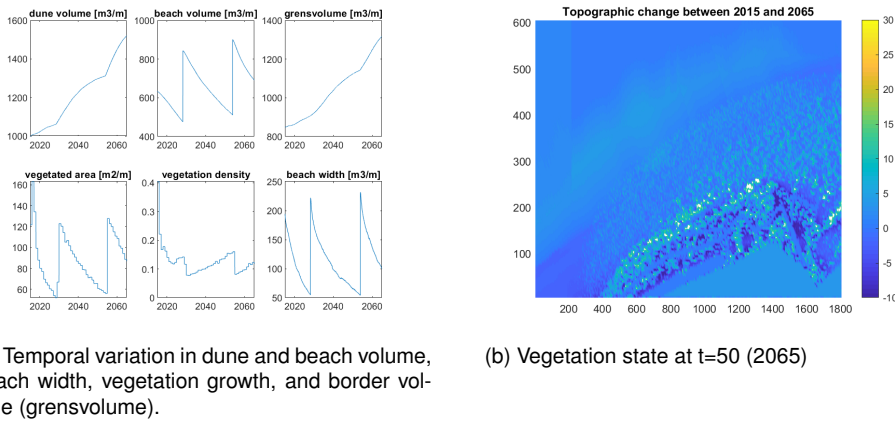 dune volume [m3/m]
1600
1400
1200
1000
2020 2040 2060
beach volume [m3/m]
1000
800
600
400
2020 2040 2060
grensvolume [m3/m]
1400
1200
1000
800
2020 2040 2060
vegetated area [m2/m]
160
140
120
100
80
60
2020 2040 2060
vegetation density
0.4
0.3
0.2
0.1
0
2020 2040 2060
beach width [m3/m]
250
200
150
100
50
2020 2040 2060
Temporal variation in dune and beach volume,
ach width, vegetation growth, and border vol-
e (grensvolume).
Topographic change between 2015 and 2065
600
500
400
300
200
100
200 400 600 800 1000 1200 1400 1600 1800
30
25
20
15
10
5
0
-5
-10
(b) Vegetation state at t=50 (2065)